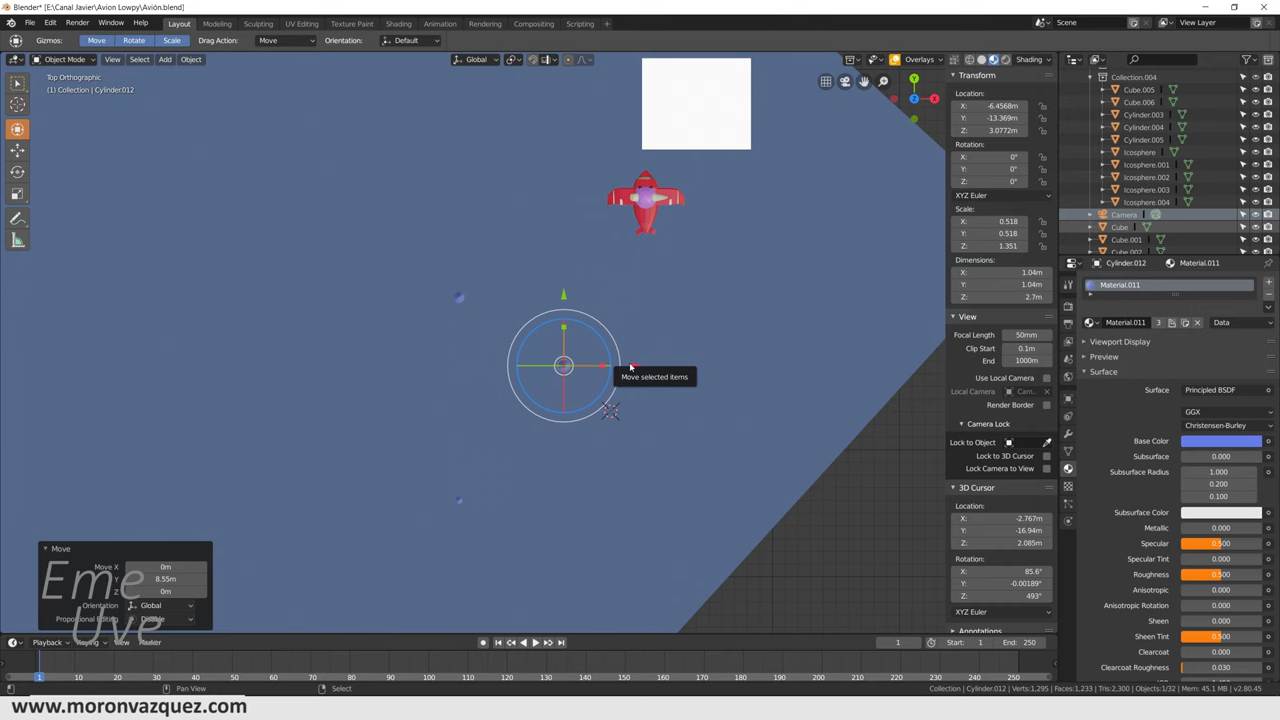 Blender* [E:\Canal Javier\Avion Lowpy\Avión.blend]
File Edit Render Window Help Layout Modeling Sculpting UV Editing Texture Paint Shading Animation Rendering Compositing Scripting + Scene View Layer
Gizmos: Move Rotate Scale Drag Action: Move Orientation: Default
Object Mode View Select Add Object Global Overlays Shading
Top Orthographic
(1) Collection | Cylinder.012
Transform
Location:
X: -6.4568m
Y: -13.369m
Z: 3.0772m
Rotation:
X: 0°
Y: 0°
Z: 0°
XYZ Euler
Scale:
X: 0.518
Y: 0.518
Z: 1.351
Dimensions:
X: 1.04m
Y: 1.04m
Z: 2.7m
View
Focal Length 50mm
Clip Start 0.1m
End 1000m
Use Local Camera
Local Camera Cam..
Render Border
Camera Lock
Lock to Object
Lock to 3D Cursor
Lock Camera to View
3D Cursor
Location:
X: -2.767m
Y: -16.94m
Z: 2.085m
Rotation:
X: 85.6°
Y: -0.00189°
Z: 493°
XYZ Euler
Annotations
Collection.004
Cube.005
Cube.006
Cylinder.003
Cylinder.004
Cylinder.005
Icosphere
Icosphere.001
Icosphere.002
Icosphere.003
Icosphere.004
Camera
Cube
Cube.001
Cube.002
Cylinder.012 Material.011
Material.011
Material.011 3 Data
Viewport Display
Preview
Surface
Surface Principled BSDF
GGX
Christensen-Burley
Base Color
Subsurface 0.000
Subsurface Radius 1.000
0.200
0.100
Subsurface Color
Metallic 0.000
Specular 0.500
Specular Tint 0.000
Roughness 0.500
Anisotropic 0.000
Anisotropic Rotation 0.000
Sheen 0.000
Sheen Tint 0.500
Clearcoat 0.000
Clearcoat Roughness 0.030
Move selected items
Move
Move X 0m
Y 8.55m
Z 0m
Orientation Global
Proportional Editing Disable
Eme
Uve
Playback Keying View Marker 1 Start: 1 End: 250
1 10 20 30 40 50 60 70 80 90 100 110 120 130 140 150 160 170 180 190 200 210 220 230 240 250
Pan View Select Collection | Cylinder.012 | Verts:1,295 | Faces:1,233 | Tris:2,300 | Objects:1/32 | Mem: 45.1 MB | v2.80.45
www.moronvazquez.com